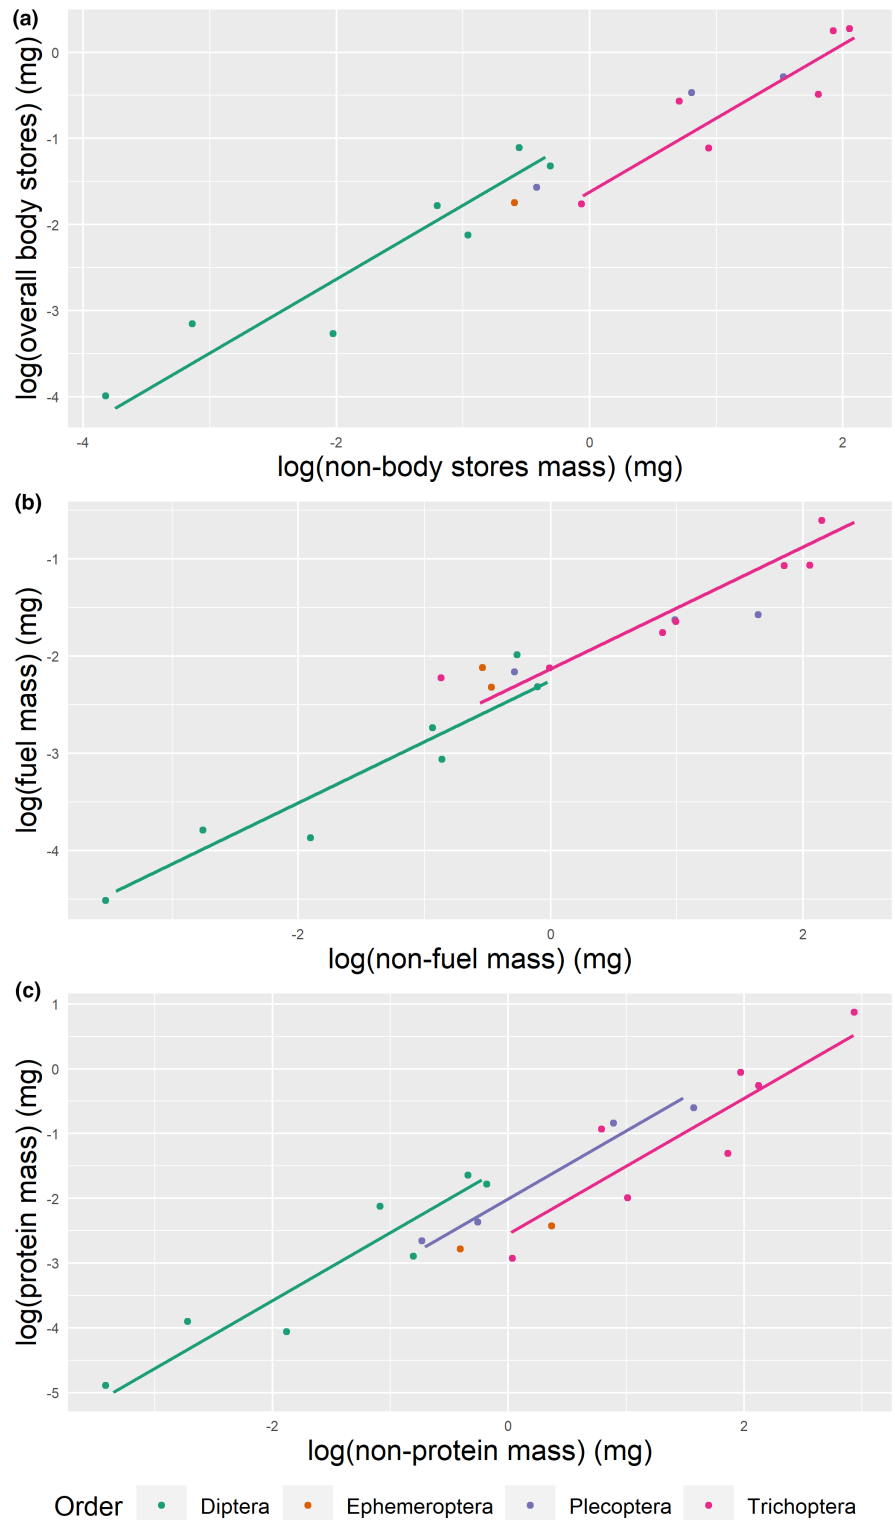 (a)
log(overall body stores) (mg)
0
-1
-2
-3
-4
-4 -2 0 2
log(non-body stores mass) (mg)
(b)
log(fuel mass) (mg)
-1
-2
-3
-4
-2 0 2
log(non-fuel mass) (mg)
(c)
log(protein mass) (mg)
1
0
-1
-2
-3
-4
-5
-2 0 2
log(non-protein mass) (mg)
Order Diptera Ephemeroptera Plecoptera Trichoptera